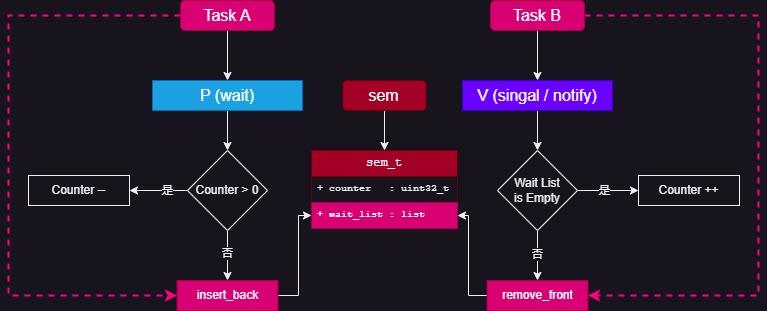 Task A
Task B
P (wait)
sem
V (singal / notify)
sem_t
+ counter : uint32_t
+ wait_list : list
Counter --
是
Counter > 0
否
insert_back
Wait List
is Empty
是
Counter ++
否
remove_front